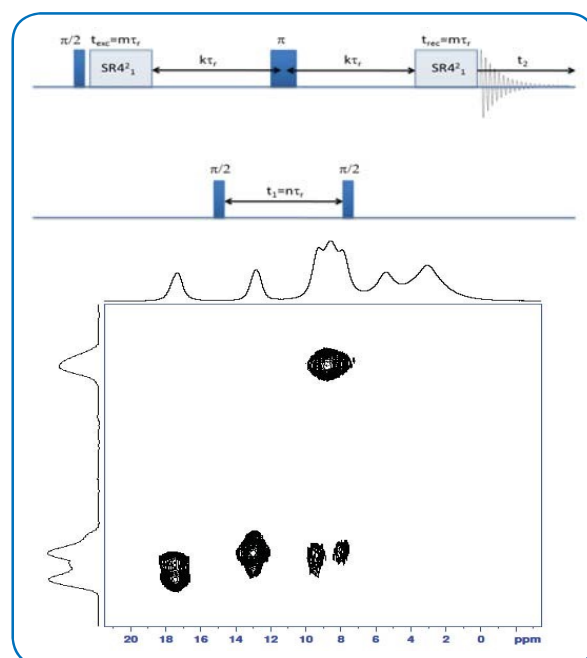 π/2 t_exc=mτ_r kτ_r π kτ_r t_rec=mτ_r
SR4²₁ SR4²₁ t₂
π/2 π/2
t₁=nτ_r
20 18 16 14 12 10 8 6 4 2 0 ppm